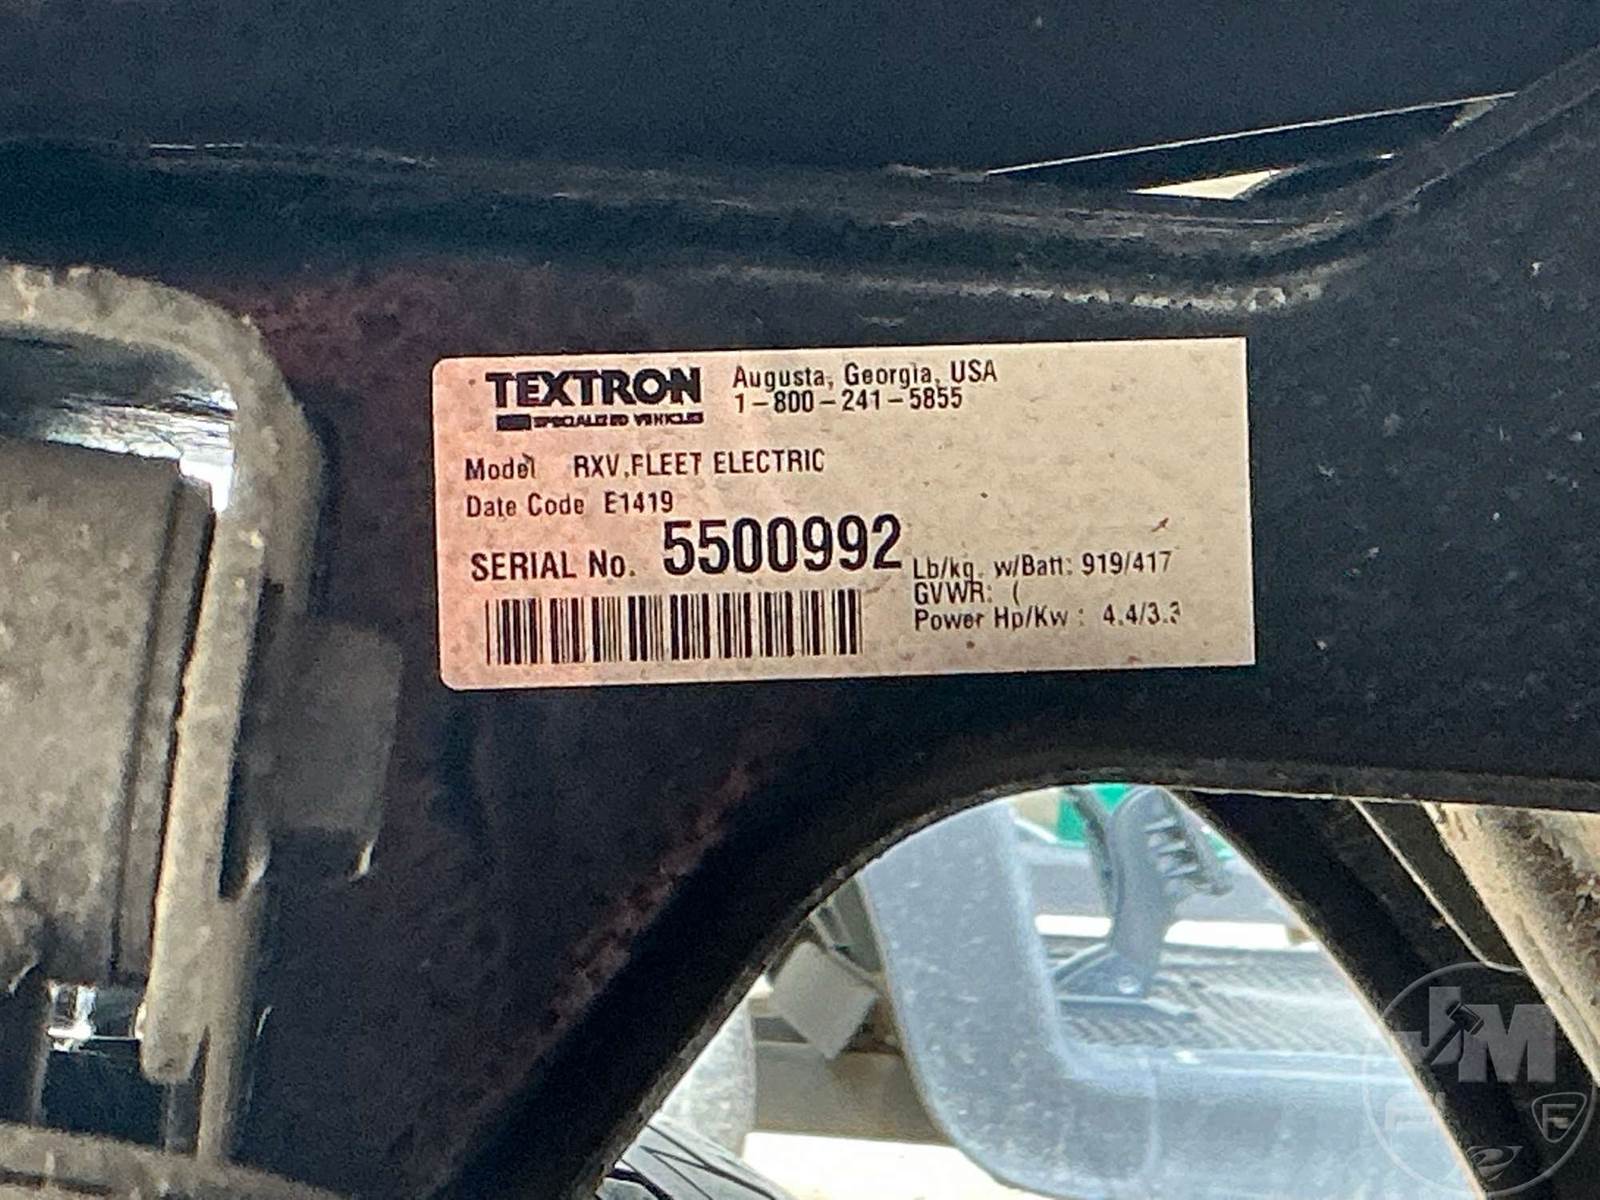 TEXTRON
SPECIALIZED VEHICLES
Augusta, Georgia, USA
1-800-241-5855
Model RXV,FLEET ELECTRIC
Date Code E1419
SERIAL No. 5500992
Lb/kg. w/Batt: 919/417
GVWR: (
Power Hp/Kw : 4.4/3.3
JM